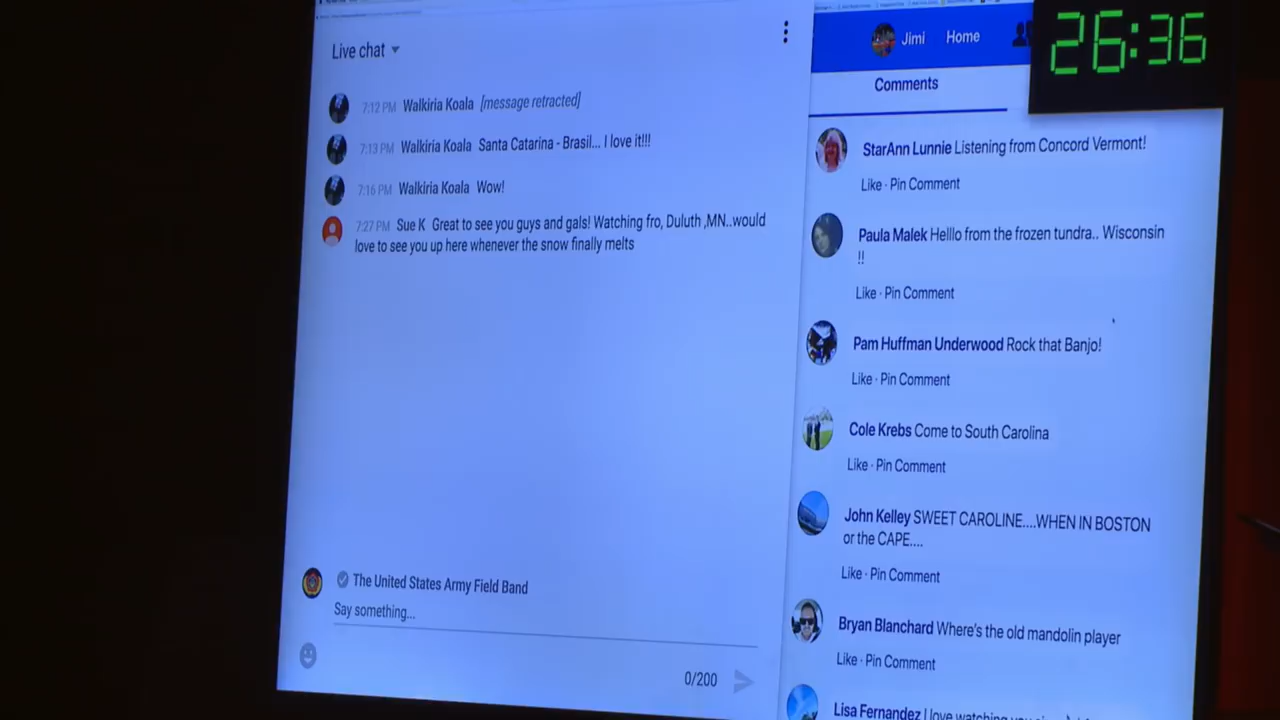 Live chat
7:12 PM Walkiria Koala [message retracted]
7:13 PM Walkiria Koala Santa Catarina - Brasil... I love it!!!
7:16 PM Walkiria Koala Wow!
7:27 PM Sue K Great to see you guys and gals! Watching fro, Duluth ,MN..would
love to see you up here whenever the snow finally melts
The United States Army Field Band
Say something...
0/200
Jimi Home
26:36
Comments
StarAnn Lunnie Listening from Concord Vermont!
Like · Pin Comment
Paula Malek Helllo from the frozen tundra.. Wisconsin
!!
Like · Pin Comment
Pam Huffman Underwood Rock that Banjo!
Like · Pin Comment
Cole Krebs Come to South Carolina
Like · Pin Comment
John Kelley SWEET CAROLINE....WHEN IN BOSTON
or the CAPE....
Like · Pin Comment
Bryan Blanchard Where's the old mandolin player
Like · Pin Comment
Lisa Fernandez I love watching